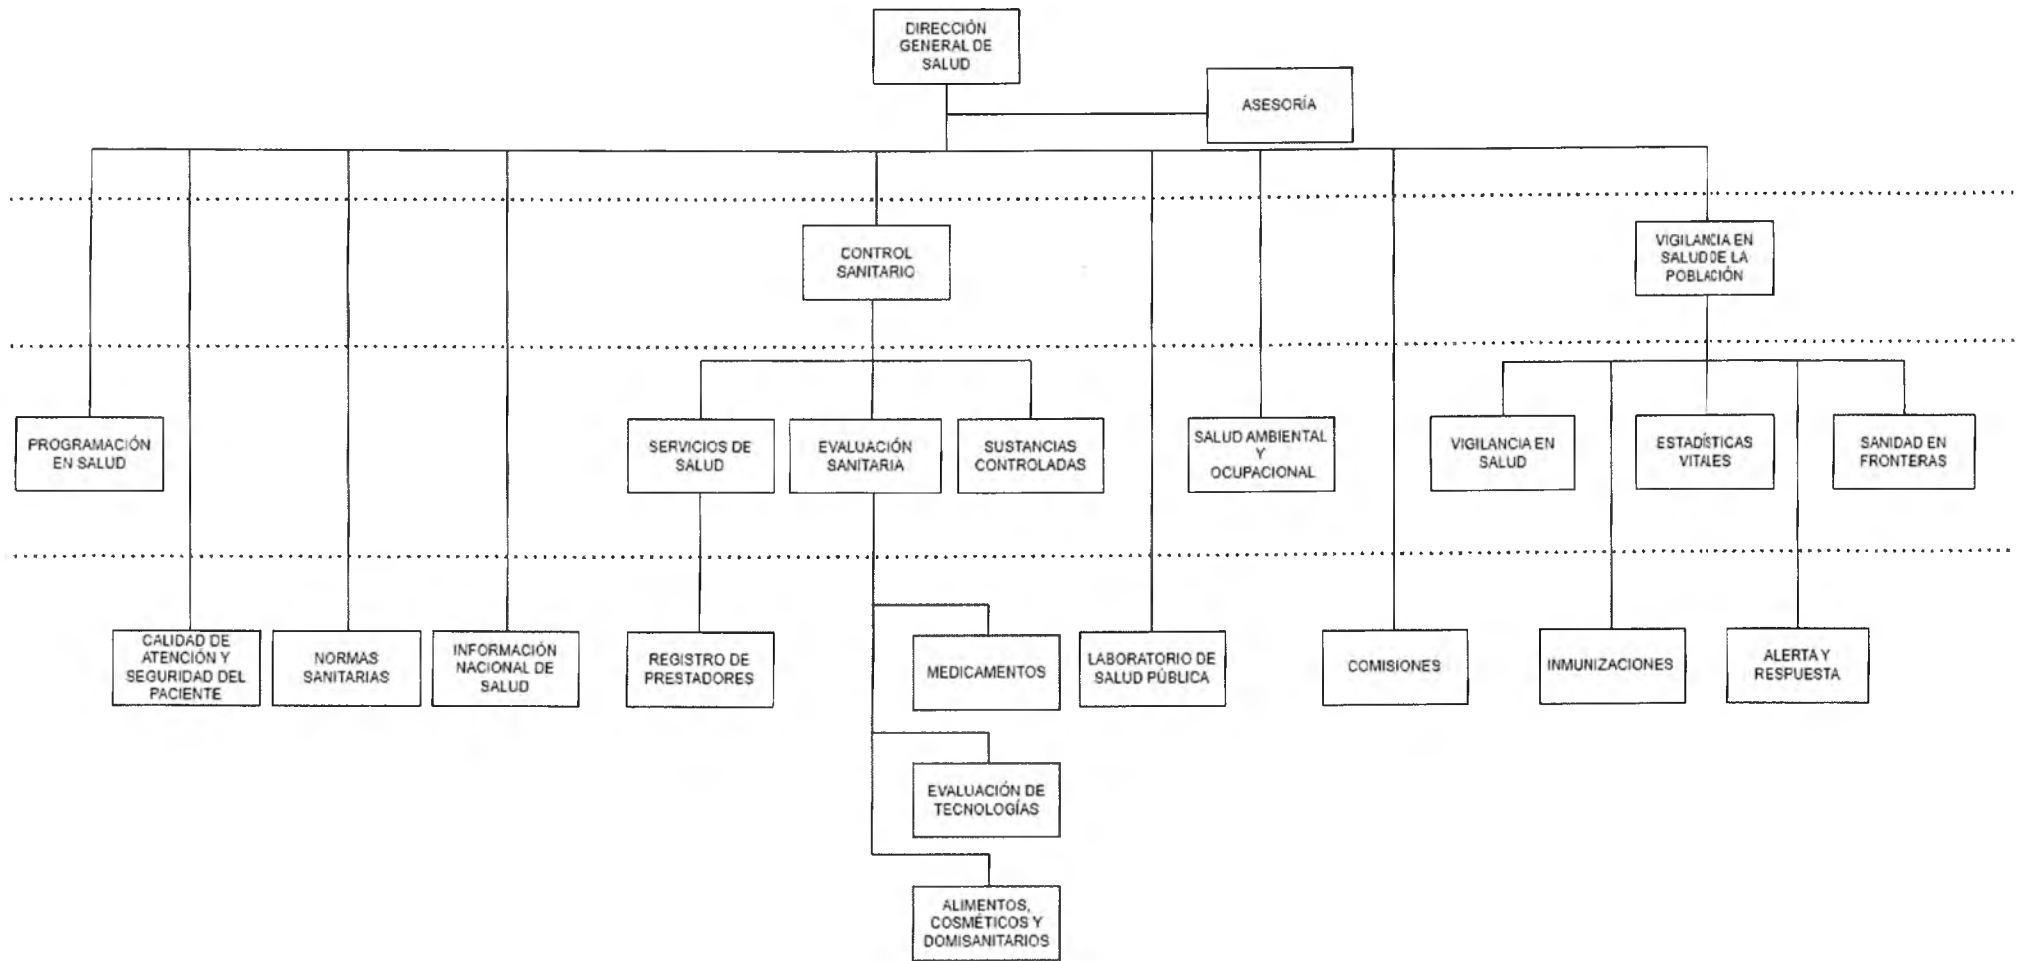 DIRECCIÓN
GENERAL DE
SALUD
ASESORÍA
CONTROL
SANITARIO
VIGILANCIA EN
SALUD DE LA
POBLACIÓN
PROGRAMACIÓN
EN SALUD
SERVICIOS DE
SALUD
EVALUACIÓN
SANITARIA
SUSTANCIAS
CONTROLADAS
SALUD AMBIENTAL
Y
OCUPACIONAL
VIGILANCIA EN
SALUD
ESTADÍSTICAS
VITALES
SANIDAD EN
FRONTERAS
CALIDAD DE
ATENCIÓN Y
SEGURIDAD DEL
PACIENTE
NORMAS
SANITARIAS
INFORMACIÓN
NACIONAL DE
SALUD
REGISTRO DE
PRESTADORES
MEDICAMENTOS
LABORATORIO DE
SALUD PÚBLICA
COMISIONES
INMUNIZACIONES
ALERTA Y
RESPUESTA
EVALUACIÓN DE
TECNOLOGÍAS
ALIMENTOS,
COSMÉTICOS Y
DOMISANITARIOS